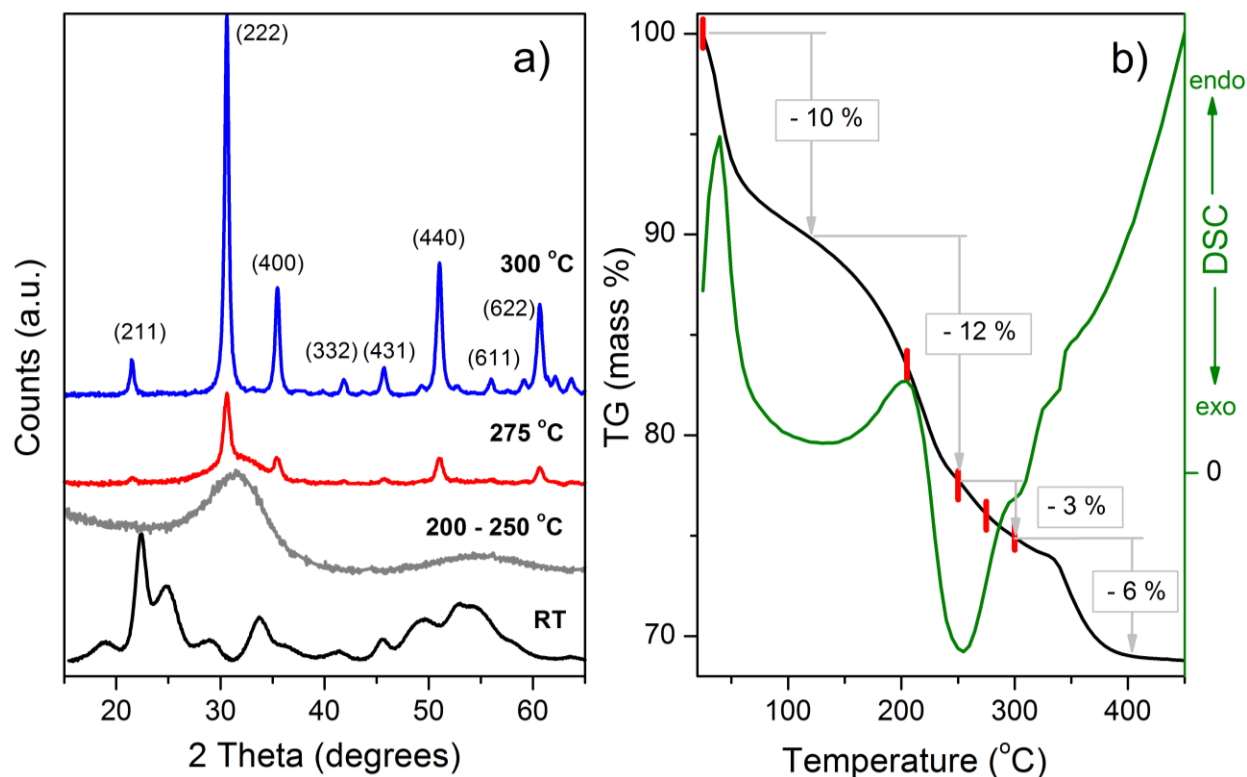 a)
(222)
(440)
(400)
300 °C
(622)
(211)
(332)
(431)
(611)
275 °C
200 - 250 °C
RT
Counts (a.u.)
20
30
40
50
60
2 Theta (degrees)
b)
100
90
80
70
TG (mass %)
- 10 %
- 12 %
- 3 %
- 6 %
endo
DSC
exo
0
100
200
300
400
Temperature (°C)